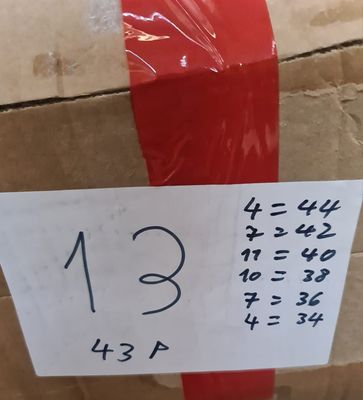 13
43 P
4 = 44
7 = 42
11 = 40
10 = 38
7 = 36
4 = 34